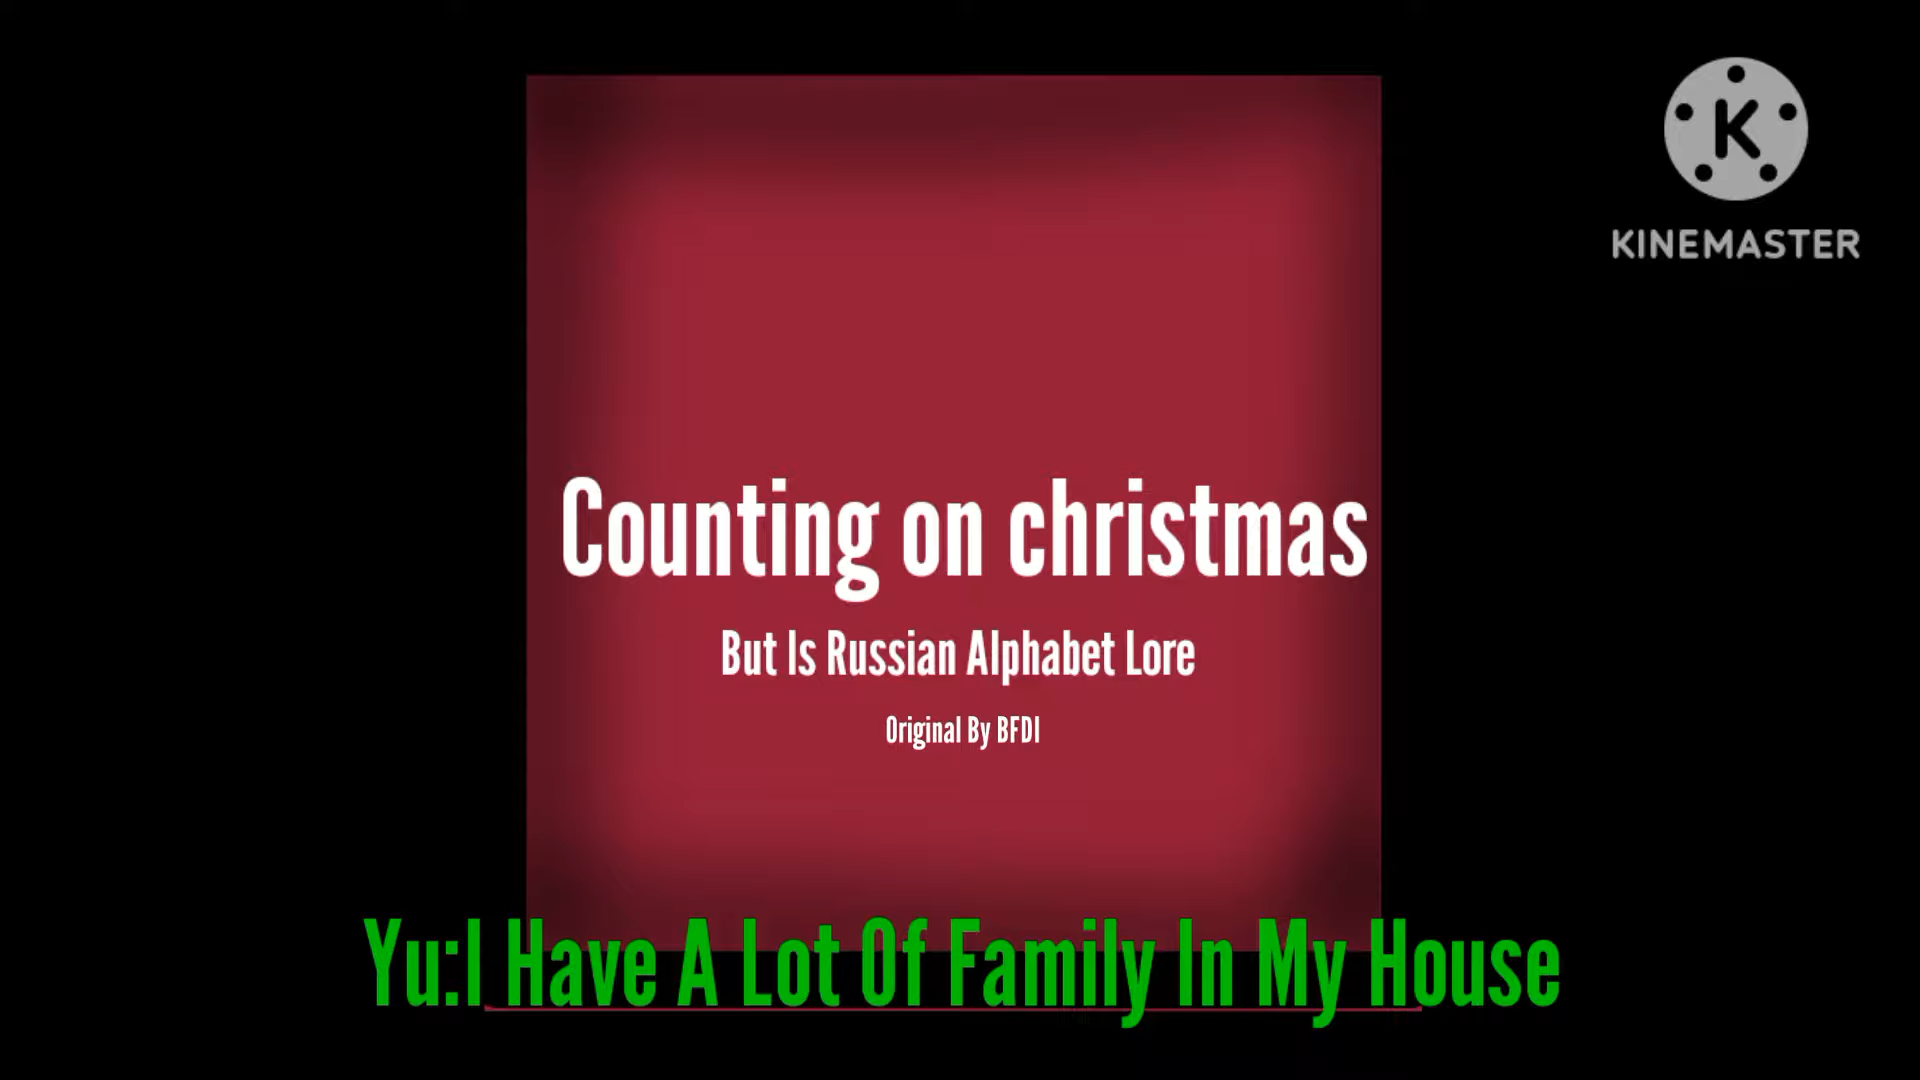 K
KINEMASTER
Counting on christmas
But Is Russian Alphabet Lore
Original By BFDI
Yu:I Have A Lot Of Family In My House